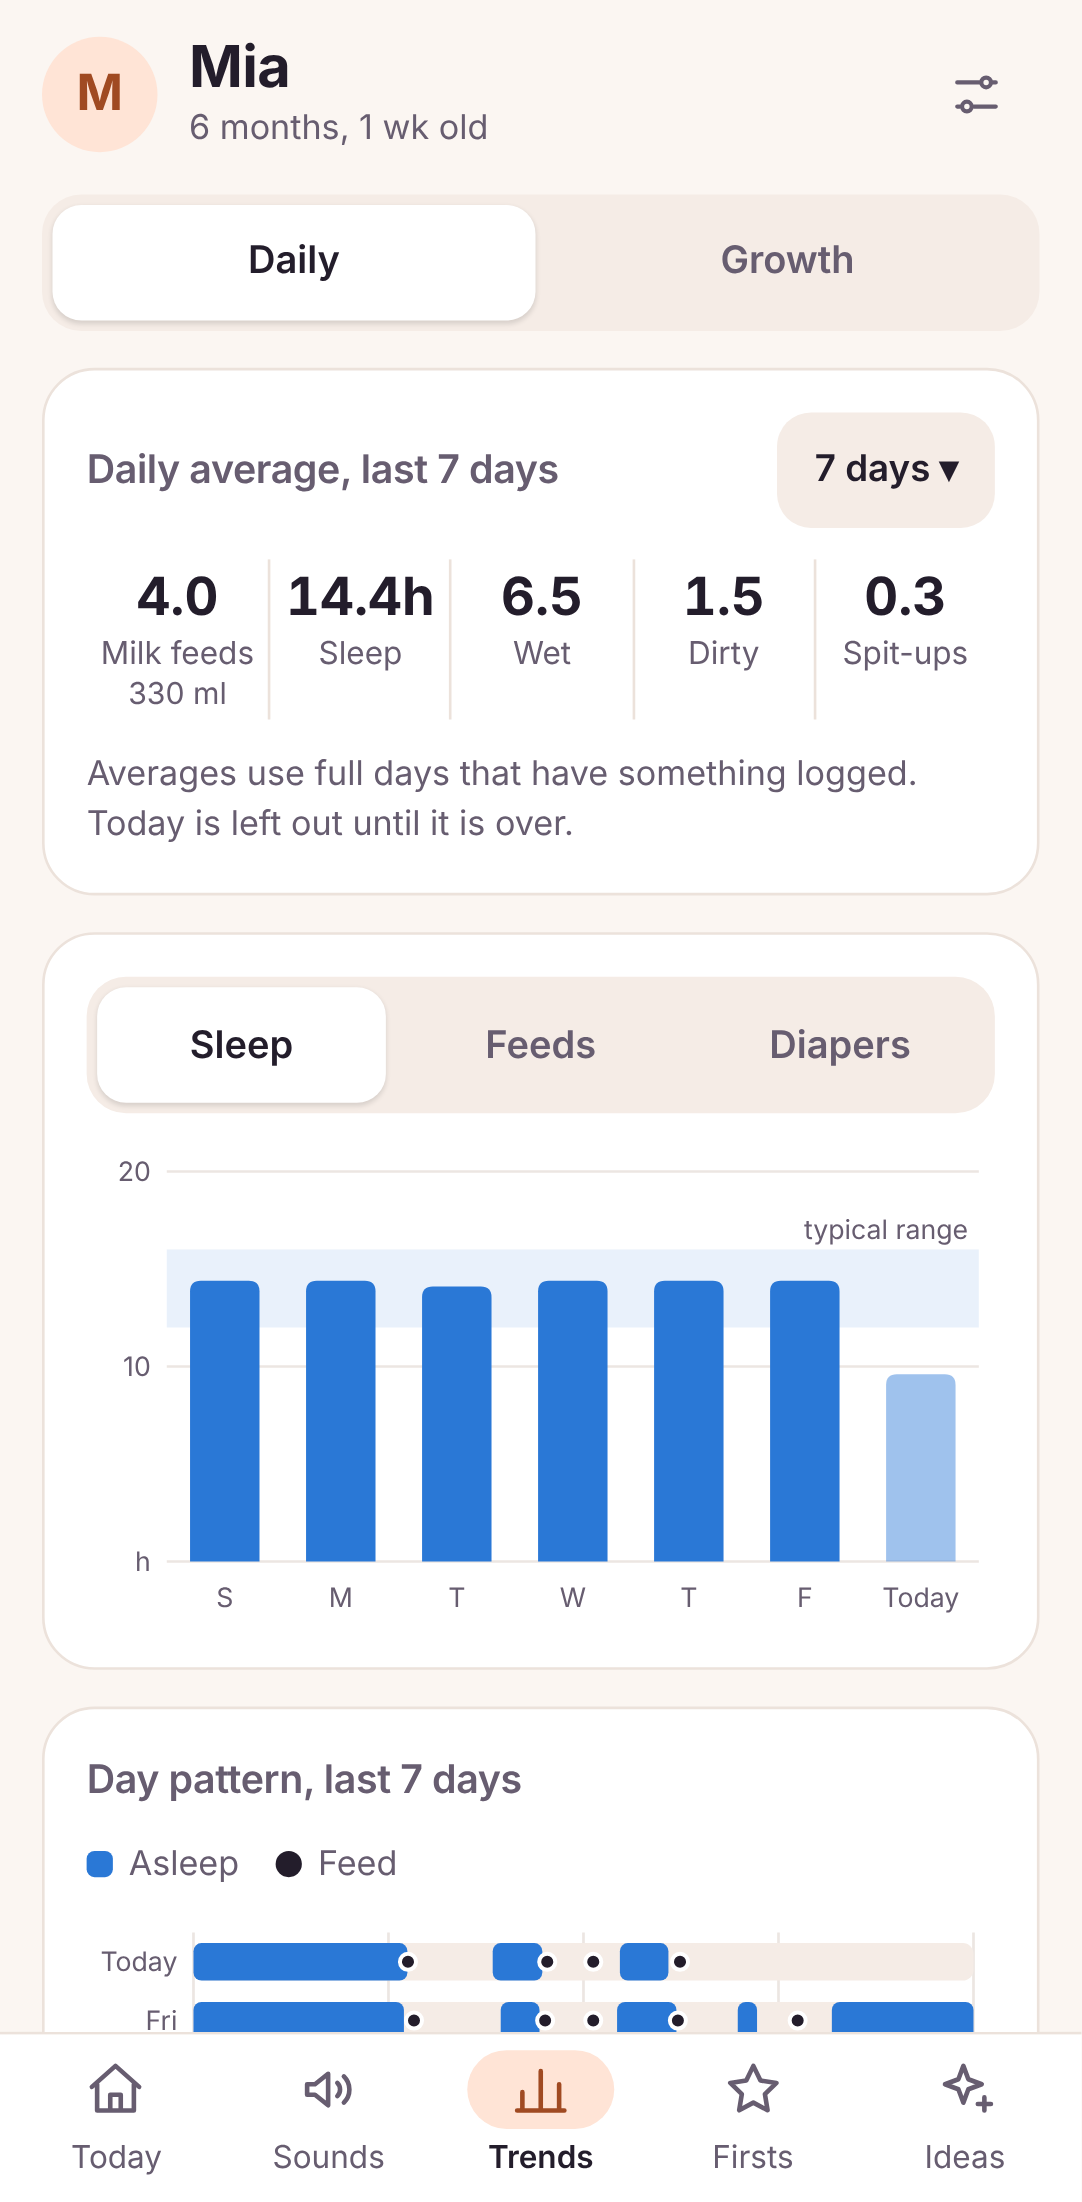 M
Mia
6 months, 1 wk old
Daily
Growth
Daily average, last 7 days
7 days ▾
4.0
14.4h
6.5
1.5
0.3
Milk feeds
Sleep
Wet
Dirty
Spit-ups
330 ml
Averages use full days that have something logged.
Today is left out until it is over.
Sleep
Feeds
Diapers
20
typical range
10
h
S M T W T F Today
Day pattern, last 7 days
Asleep
Feed
Today
Fri
Today
Sounds
Trends
Firsts
Ideas